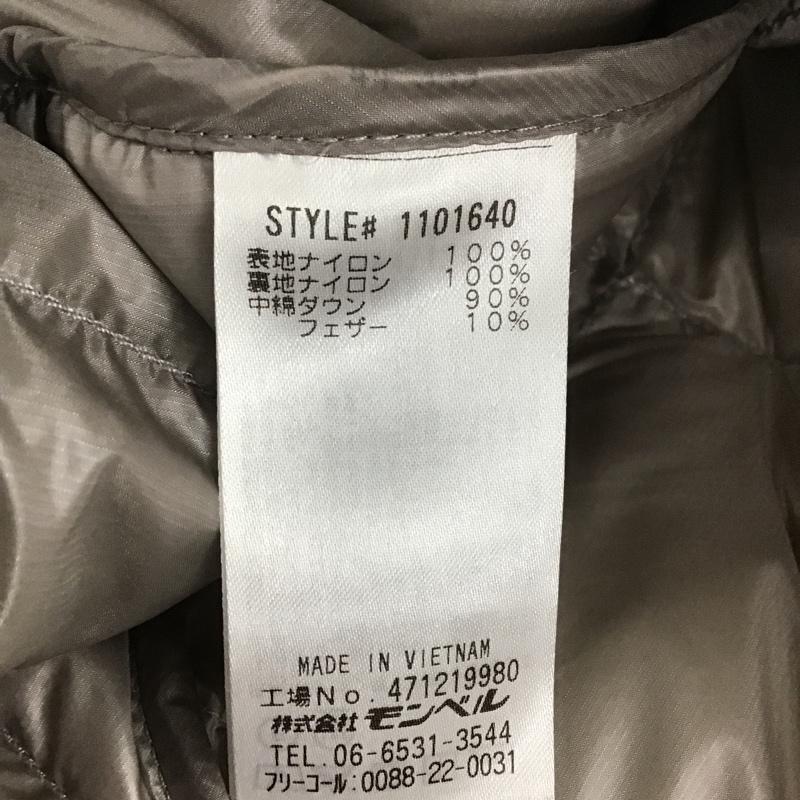 STYLE# 1101640
表地ナイロン 100%
裏地ナイロン 100%
中綿ダウン 90%
フェザー 10%
MADE IN VIETNAM
工場No. 471219980
株式会社 モンベル
TEL. 06-6531-3544
フリーコール:0088-22-0031